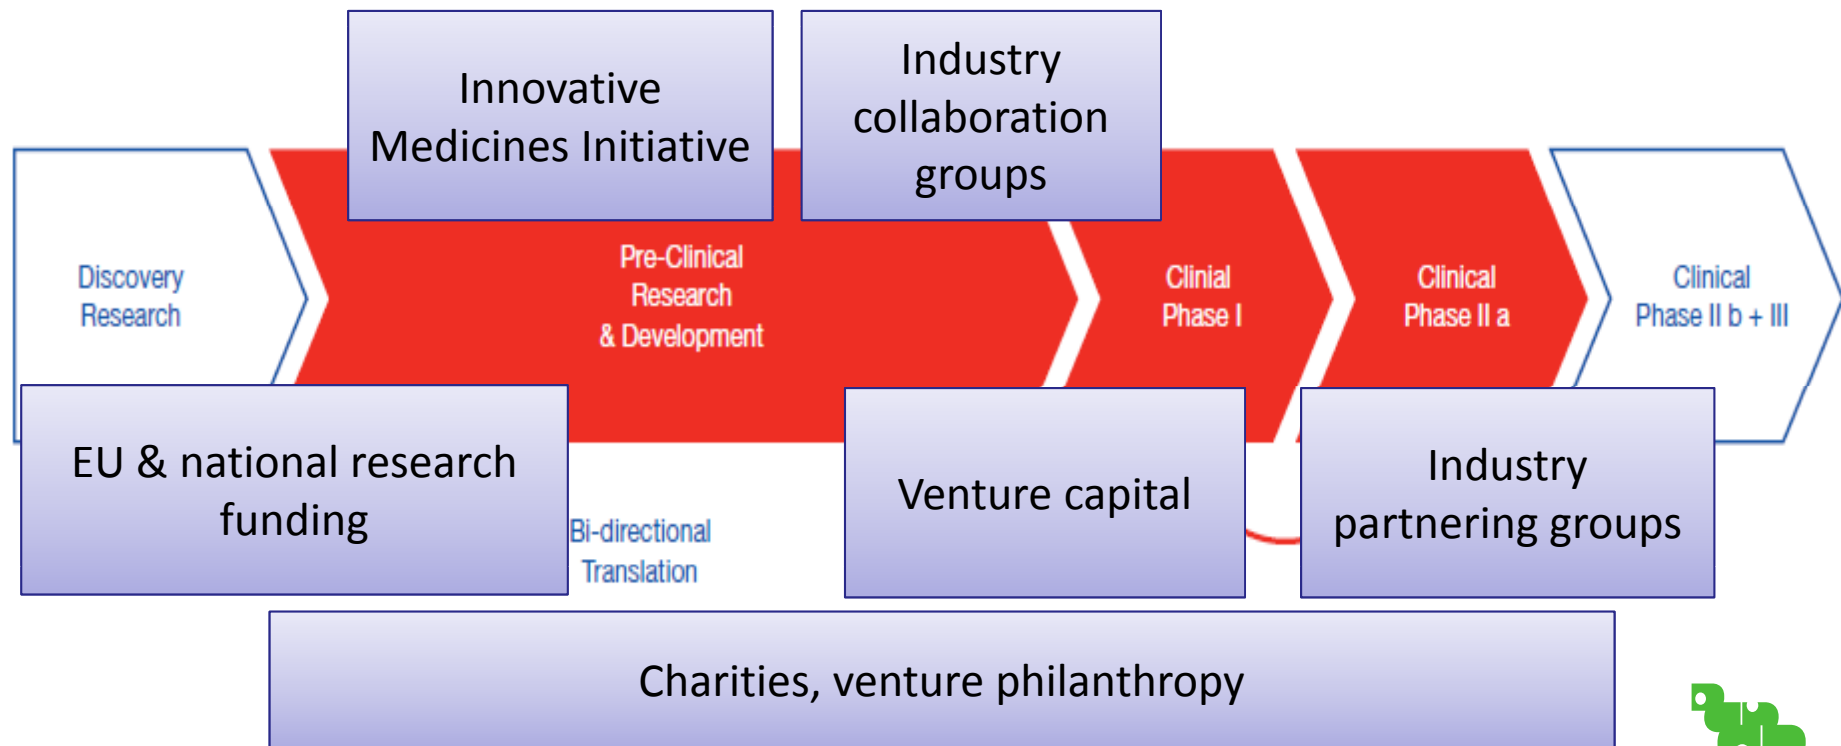 Innovative
Medicines Initiative
Industry
collaboration
groups
Discovery
Research
Pre-Clinical
Research
& Development
Clinial
Phase I
Clinical
Phase II a
Clinical
Phase II b + III
EU & national research
funding
Bi-directional
Translation
Venture capital
Industry
partnering groups
Charities, venture philanthropy